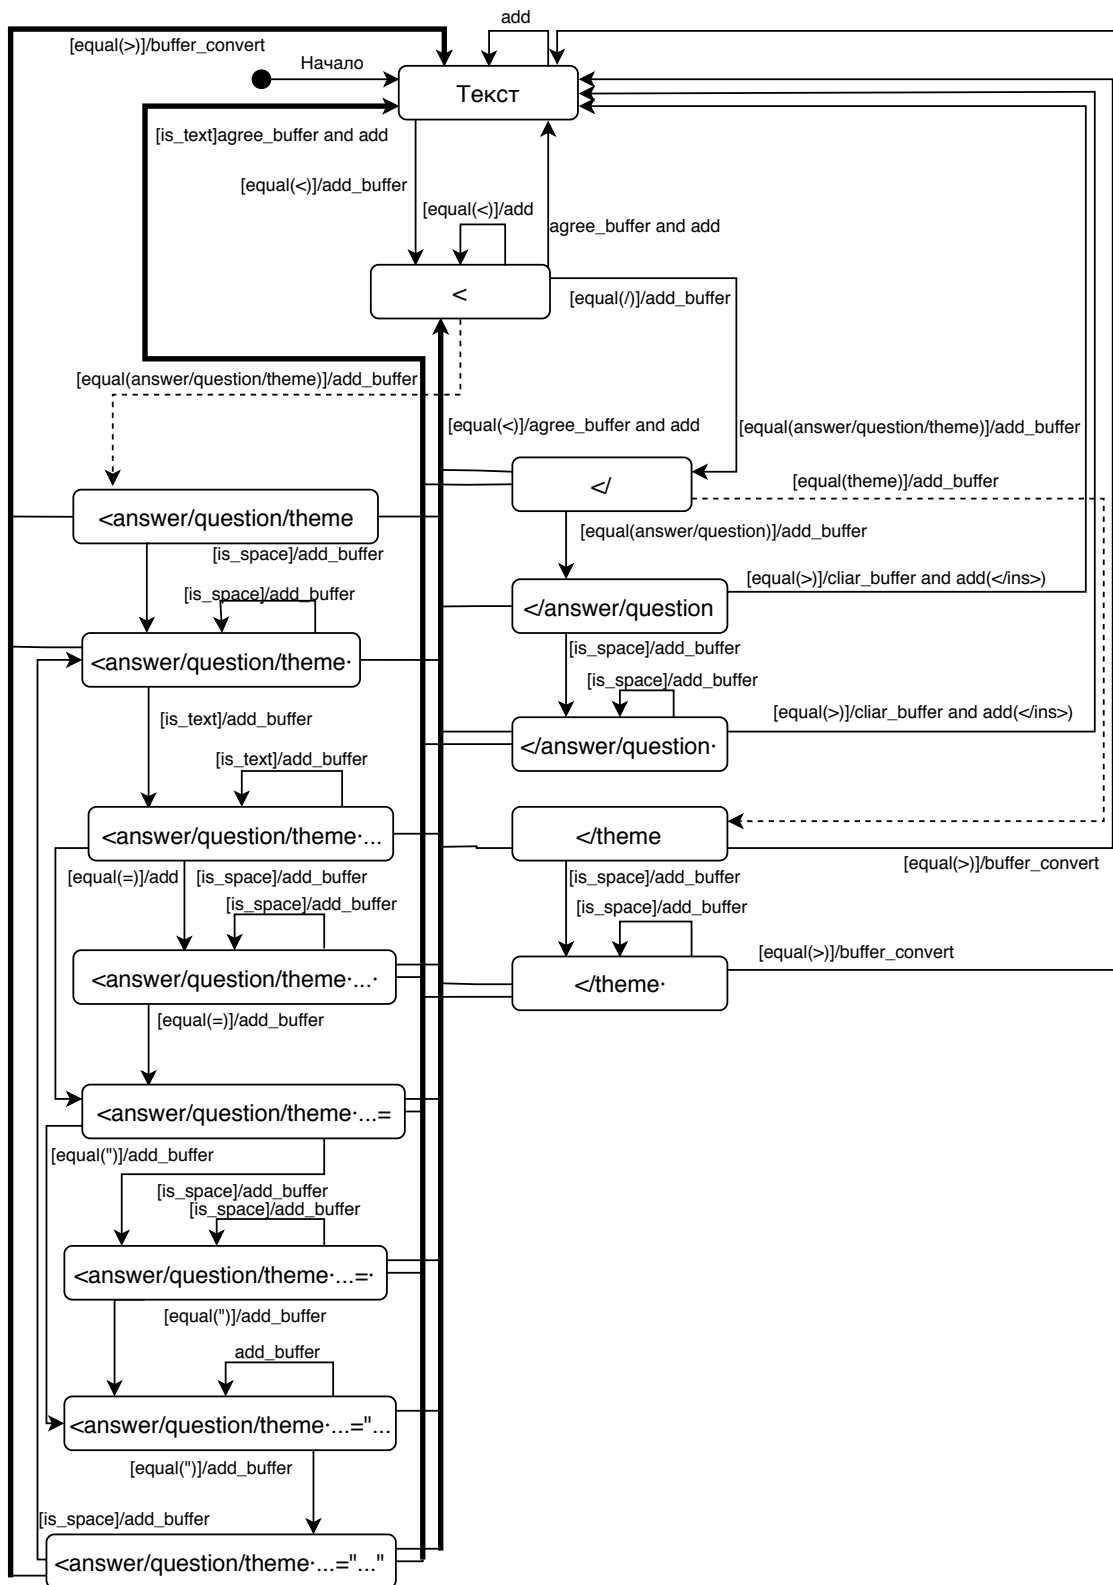 add
[equal(>)]/buffer_convert
Начало
Текст
[is_text]agree_buffer and add
[equal(<)]/add_buffer
[equal(<)]/add
agree_buffer and add
<
[equal(/)]/add_buffer
[equal(answer/question/theme)]/add_buffer
[equal(<)]/agree_buffer and add
[equal(answer/question/theme)]/add_buffer
</
[equal(theme)]/add_buffer
<answer/question/theme
[equal(answer/question)]/add_buffer
[is_space]/add_buffer
[equal(>)]/cliar_buffer and add(</ins>)
[is_space]/add_buffer
</answer/question
[is_space]/add_buffer
<answer/question/theme·
[is_space]/add_buffer
[is_text]/add_buffer
[equal(>)]/cliar_buffer and add(</ins>)
</answer/question·
[is_text]/add_buffer
<answer/question/theme·...
</theme
[equal(>)]/buffer_convert
[equal(=)]/add
[is_space]/add_buffer
[is_space]/add_buffer
[is_space]/add_buffer
[is_space]/add_buffer
[equal(>)]/buffer_convert
<answer/question/theme·...·
</theme·
[equal(=)]/add_buffer
<answer/question/theme·...=
[equal(")]/add_buffer
[is_space]/add_buffer
[is_space]/add_buffer
<answer/question/theme·...=·
[equal(")]/add_buffer
add_buffer
<answer/question/theme·...="...
[equal(")]/add_buffer
[is_space]/add_buffer
<answer/question/theme·...="..."